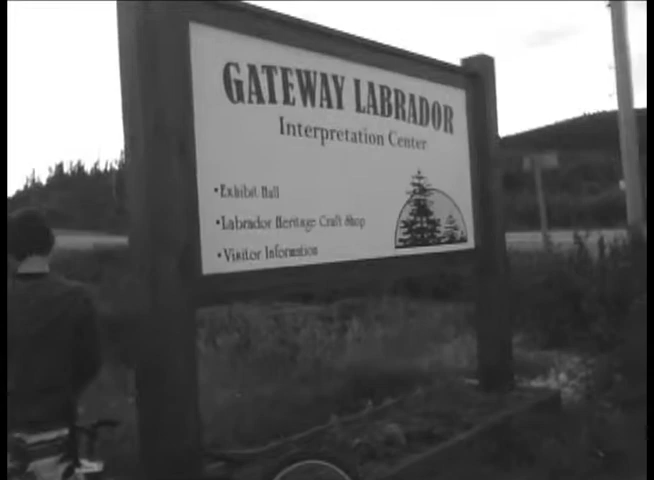 GATEWAY LABRADOR
Interpretation Center
•Exhibit Hall
•Labrador Heritage Craft Shop
•Visitor Information